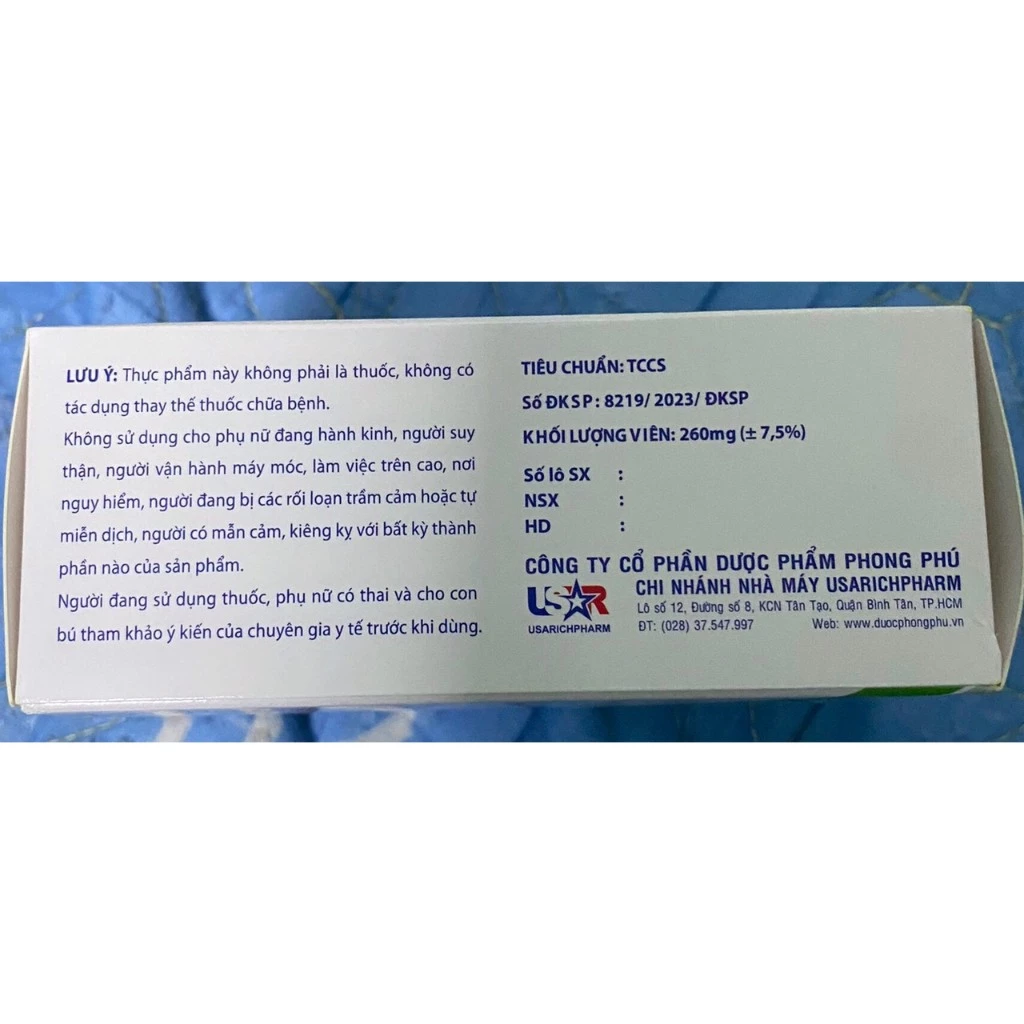 LƯU Ý: Thực phẩm này không phải là thuốc, không có
tác dụng thay thế thuốc chữa bệnh.
Không sử dụng cho phụ nữ đang hành kinh, người suy
thận, người vận hành máy móc, làm việc trên cao, nơi
nguy hiểm, người đang bị các rối loạn trầm cảm hoặc tự
miễn dịch, người có mẫn cảm, kiêng kỵ với bất kỳ thành
phần nào của sản phẩm.
Người đang sử dụng thuốc, phụ nữ có thai và cho con
bú tham khảo ý kiến của chuyên gia y tế trước khi dùng.
TIÊU CHUẨN: TCCS
Số ĐKSP: 8219/ 2023/ ĐKSP
KHỐI LƯỢNG VIÊN: 260mg (± 7,5%)
Số lô SX :
NSX :
HD :
CÔNG TY CỔ PHẦN DƯỢC PHẨM PHONG PHÚ
CHI NHÁNH NHÀ MÁY USARICHPHARM
USR
USARICHPHARM
Lô số 12, Đường số 8, KCN Tân Tạo, Quận Bình Tân, TP.HCM
ĐT: (028) 37.547.997 Web: www.duocphongphu.vn